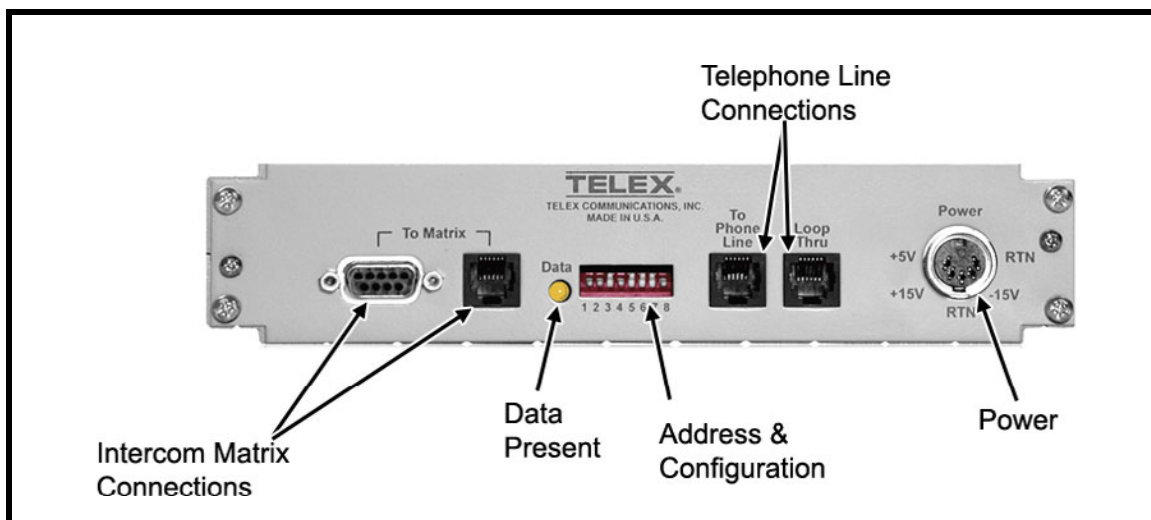 Telephone Line
Connections
TELEX®
TELEX COMMUNICATIONS, INC.
MADE IN U.S.A.
To Matrix
Data
1 2 3 4 5 6 7 8
To
Phone
Line
Loop
Thru
Power
+5V
RTN
+15V
-15V
RTN
Intercom Matrix
Connections
Data
Present
Address &
Configuration
Power